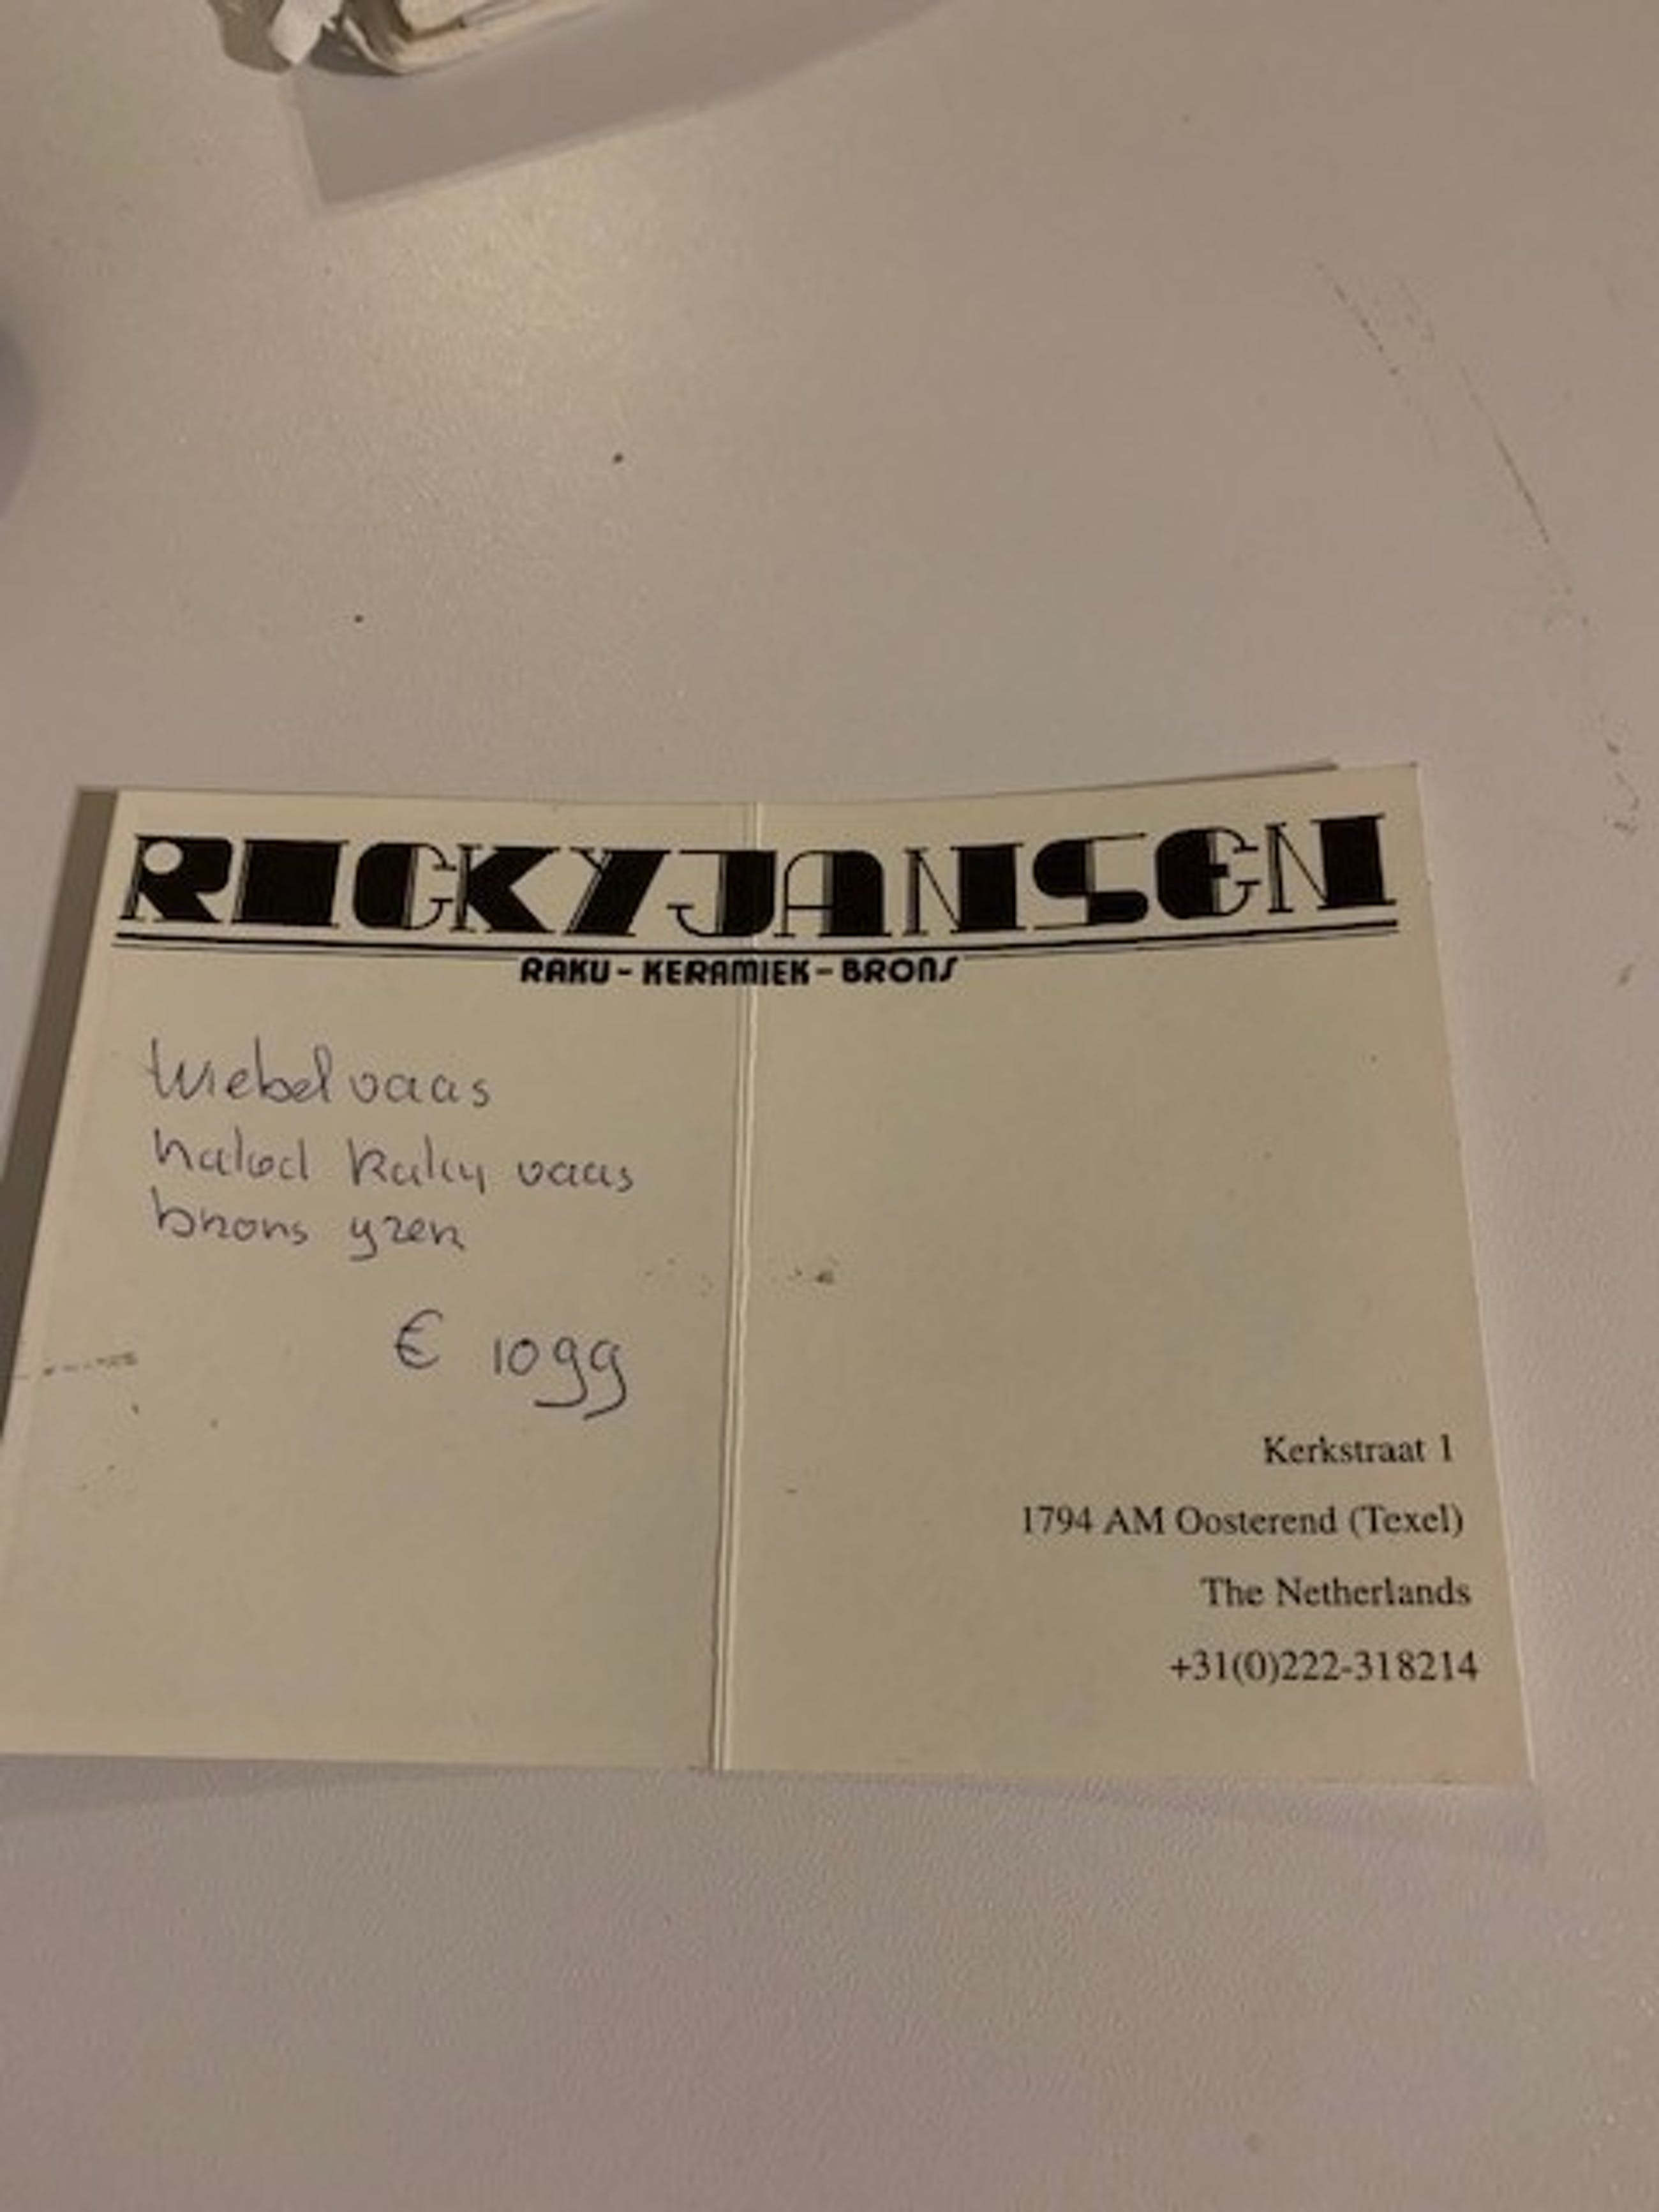 RICKY JANSEN
RAKU - KERAMIEK - BRONS
Wiebelvaas
naked Raku vaas
brons yzer
€ 1099
Kerkstraat 1
1794 AM Oosterend (Texel)
The Netherlands
+31(0)222-318214